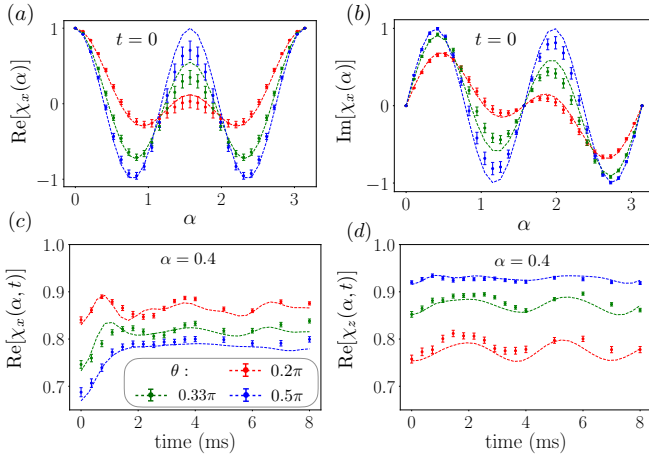 (a)
t = 0
Re[χx(α)]
1
0
−1
0
1
2
3
α
(b)
t = 0
Im[χx(α)]
1
0
−1
0
1
2
3
α
(c)
α = 0.4
Re[χx(α, t)]
1.0
0.9
0.8
0.7
θ :
0.2π
0.33π
0.5π
0
2
4
6
8
time (ms)
(d)
α = 0.4
Re[χz(α, t)]
1.0
0.9
0.8
0.7
0
2
4
6
8
time (ms)